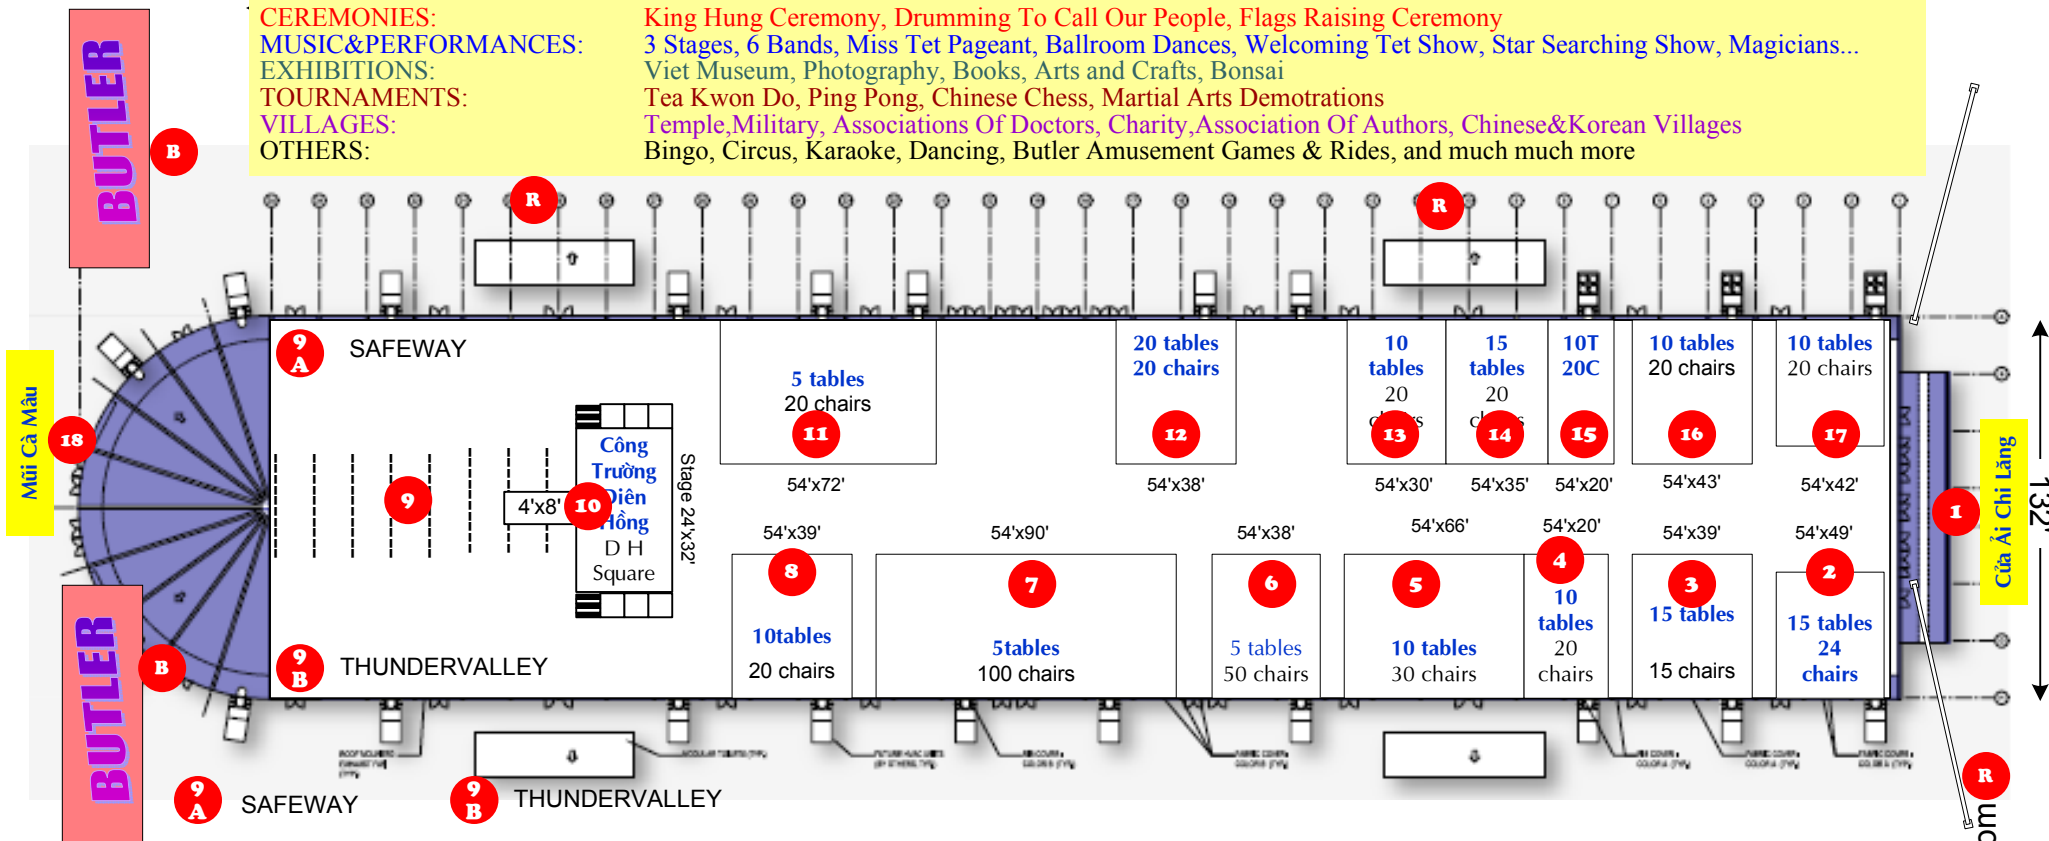 CEREMONIES: King Hung Ceremony, Drumming To Call Our People, Flags Raising Ceremony
MUSIC&PERFORMANCES: 3 Stages, 6 Bands, Miss Tet Pageant, Ballroom Dances, Welcoming Tet Show, Star Searching Show, Magicians...
EXHIBITIONS: Viet Museum, Photography, Books, Arts and Crafts, Bonsai
TOURNAMENTS: Tea Kwon Do, Ping Pong, Chinese Chess, Martial Arts Demotrations
VILLAGES: Temple,Military, Associations Of Doctors, Charity,Association Of Authors, Chinese&Korean Villages
OTHERS: Bingo, Circus, Karaoke, Dancing, Butler Amusement Games & Rides, and much much more
BUTLER
B
R
R
9
A
SAFEWAY
5 tables
20 chairs
11
54'x72'
20 tables
20 chairs
12
54'x38'
10
tables
20
13
54'x30'
15
tables
20
14
54'x35'
10T
20C
15
54'x20'
10 tables
20 chairs
16
54'x43'
10 tables
20 chairs
17
54'x42'
Mũi Cà Mâu
18
9
4'x8'
10
Công
Trường
Diên
Hồng
D H
Square
Stage 24'x32'
1
Cửa Ải Chi Lăng
132'
54'x39'
8
10tables
20 chairs
54'x90'
7
5tables
100 chairs
54'x38'
6
5 tables
50 chairs
54'x66'
5
10 tables
30 chairs
54'x20'
4
10
tables
20
chairs
54'x39'
3
15 tables
15 chairs
54'x49'
2
15 tables
24
chairs
9
B
THUNDERVALLEY
BUTLER
B
9
A
SAFEWAY
9
B
THUNDERVALLEY
R
om